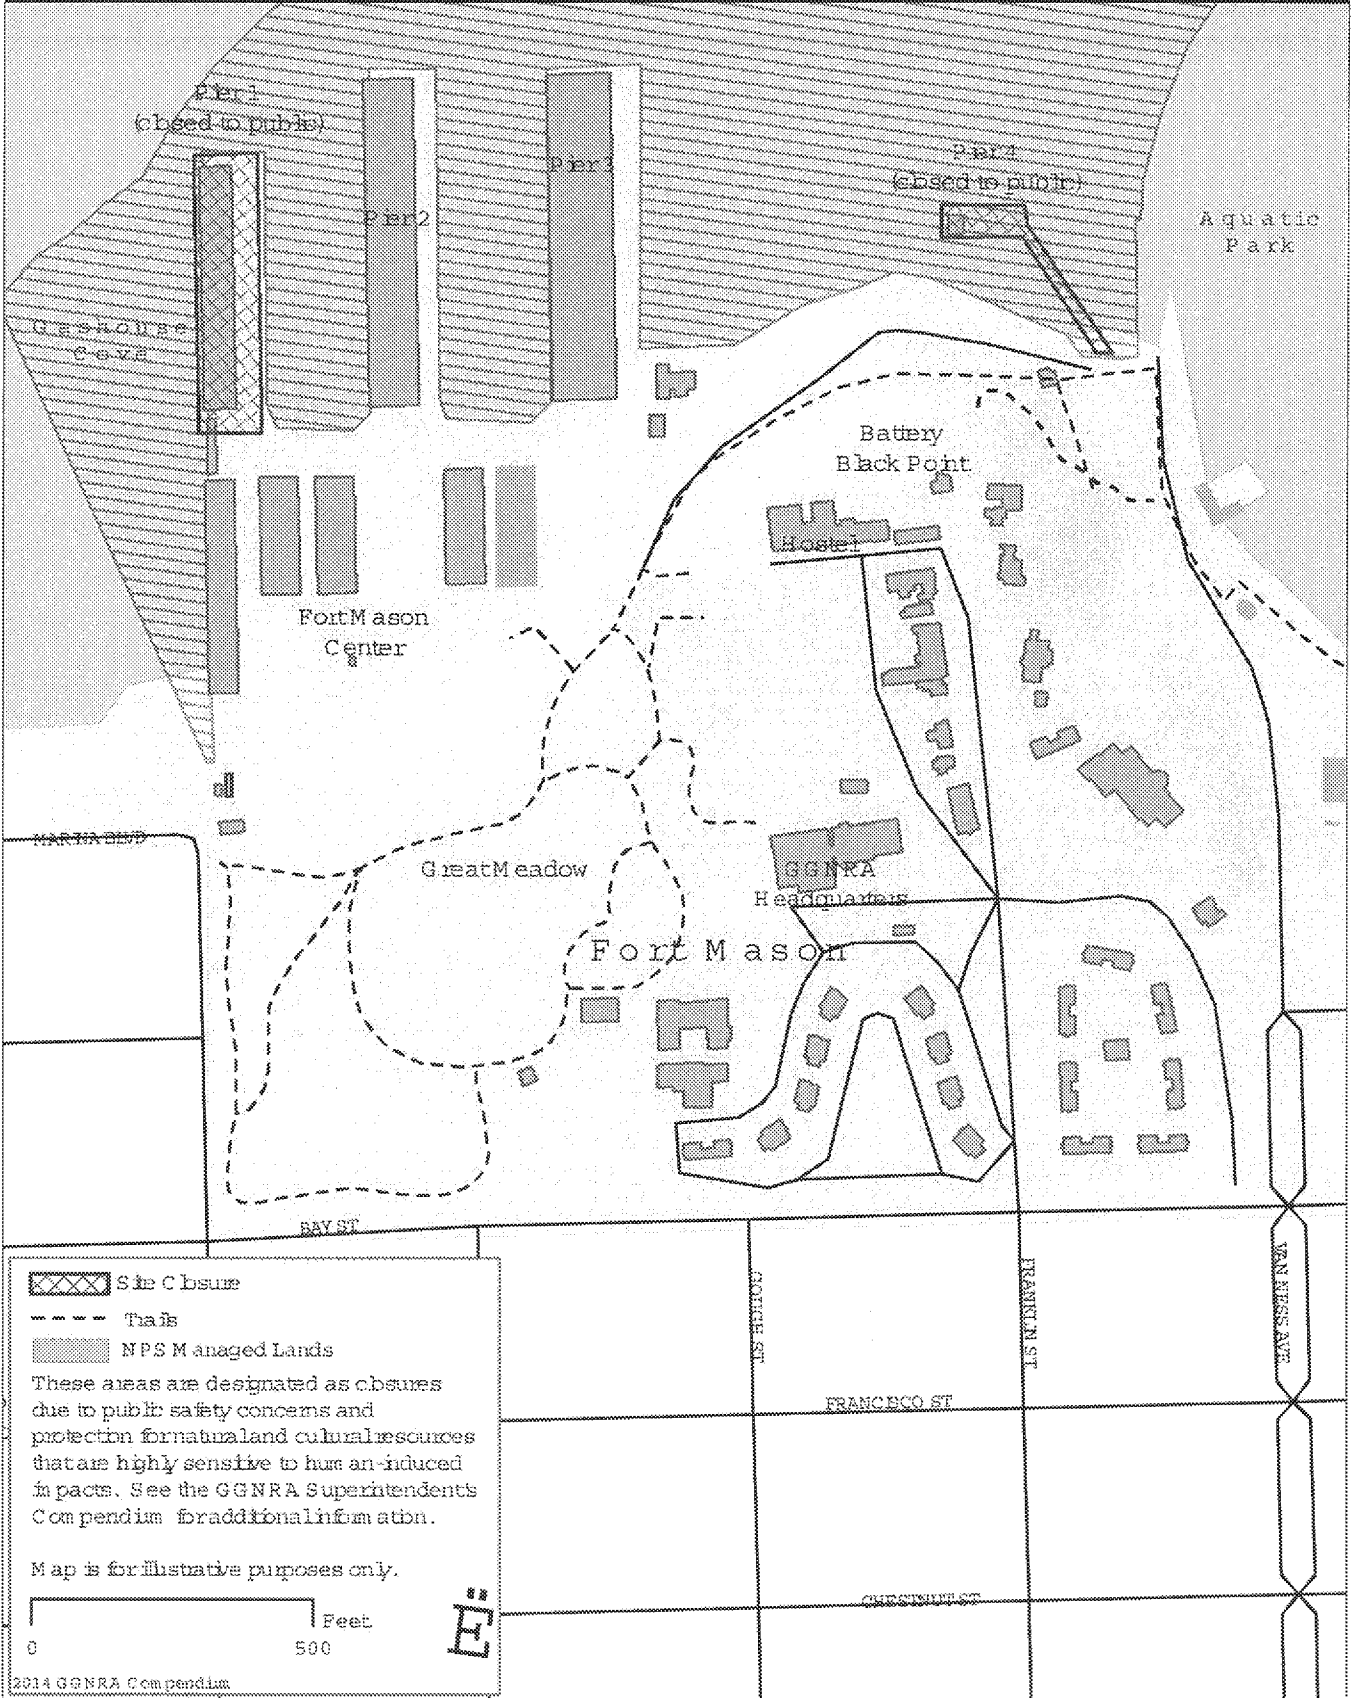 Pier 1
(closed to public)
Pier 2
Pier 3
Pier 4
(closed to public)
Aquatic
Park
Gashouse
Cove
Battery
Black Point
Hostel
Fort Mason
Center
MARINA BLVD
Great Meadow
GGNRA
Headquarters
Fort Mason
BAY ST
GOUGH ST
FRANKLIN ST
VAN NESS AVE
FRANCISCO ST
CHESTNUT ST
Site Closure
Trails
NPS Managed Lands
These areas are designated as closures
due to public safety concerns and
protection for natural and cultural resources
that are highly sensitive to human-induced
impacts. See the GGNRA Superintendent's
Compendium for additional information.
Map is for illustrative purposes only.
Feet
0 500
Ë
2014 GGNRA Compendium